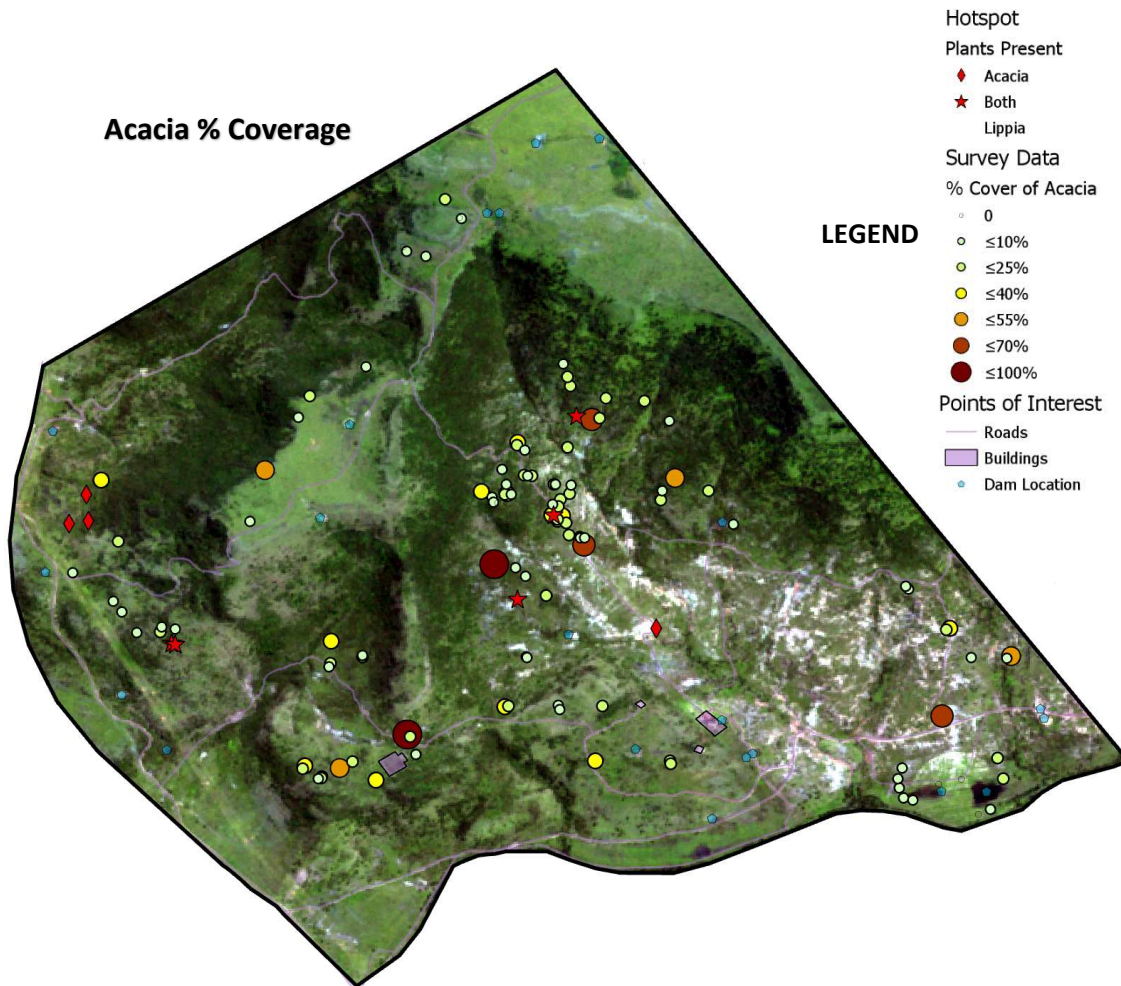 Acacia % Coverage
LEGEND
Hotspot
Plants Present
Acacia
Both
Lippia
Survey Data
% Cover of Acacia
0
≤10%
≤25%
≤40%
≤55%
≤70%
≤100%
Points of Interest
Roads
Buildings
Dam Location